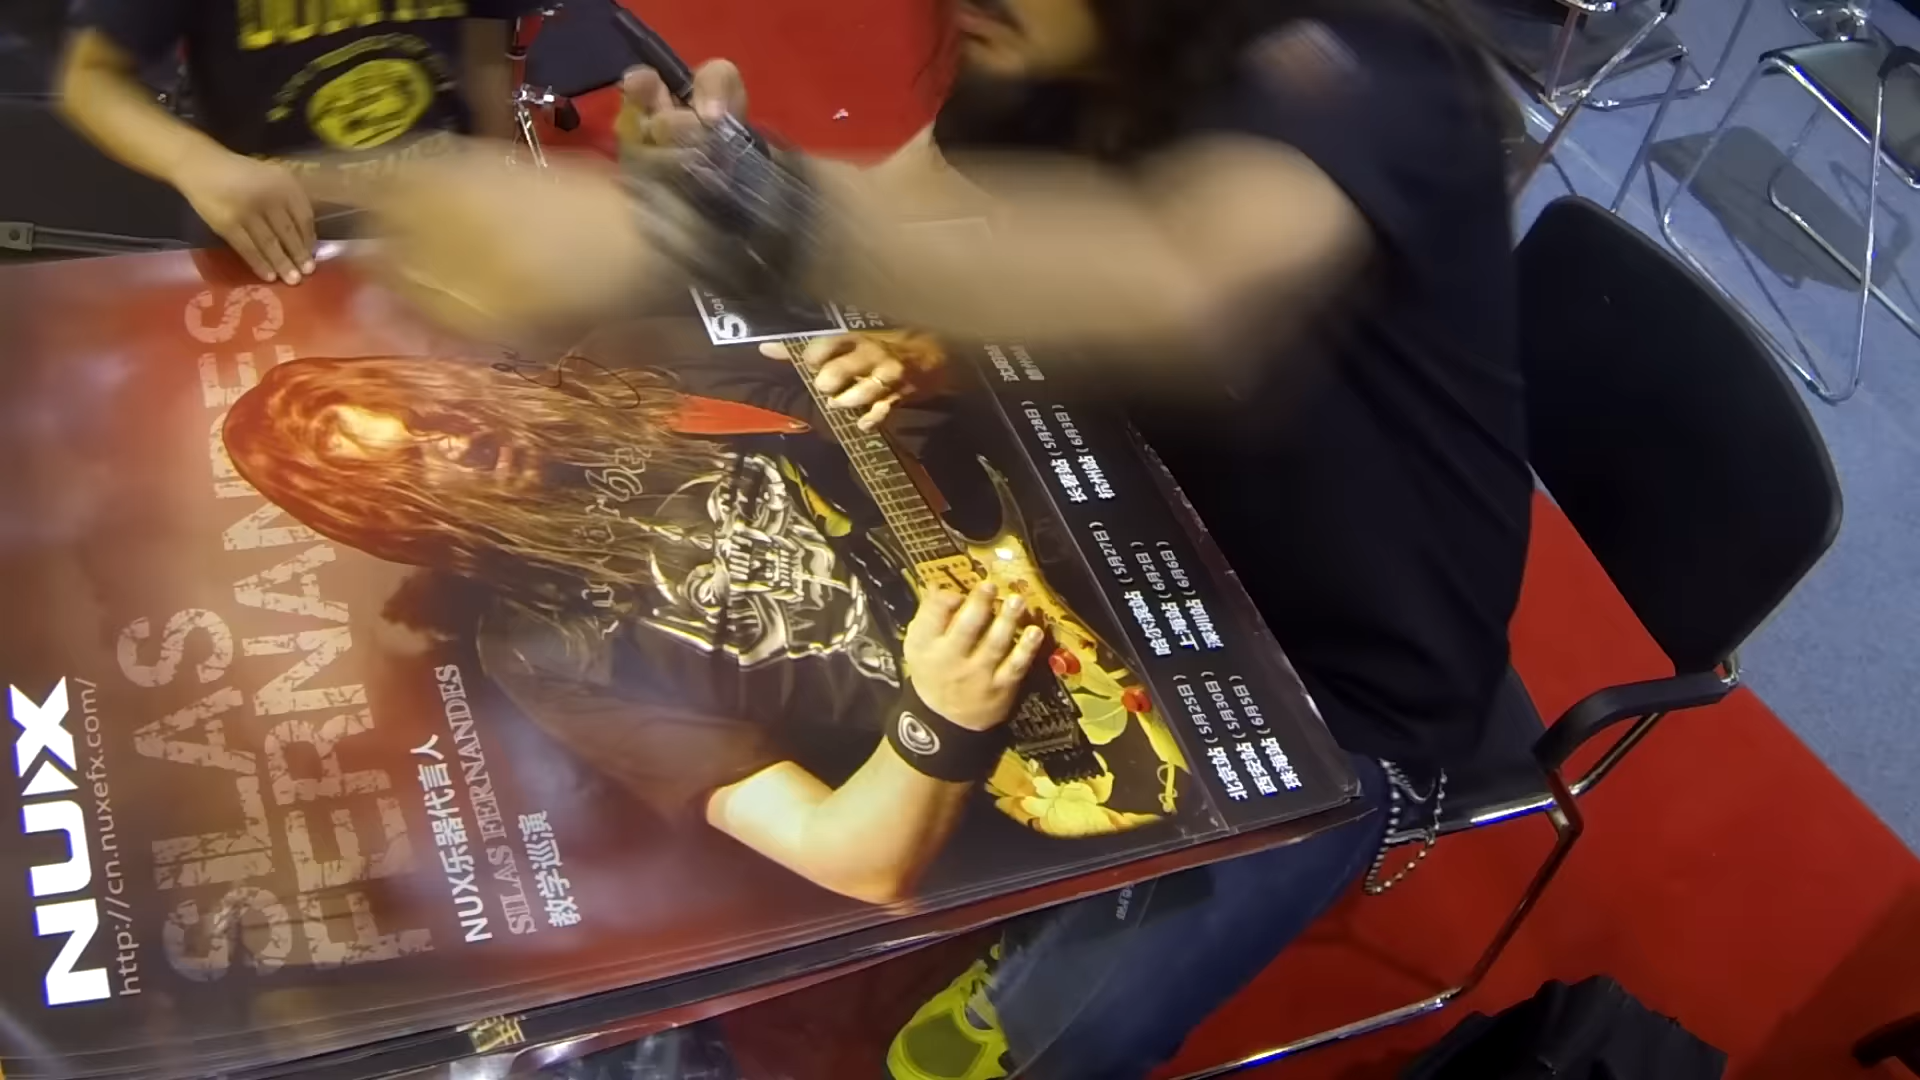 NUX
http://cn.nuxefx.com/
SILAS
FERNANDES
NUX乐器代言人
SILAS FERNANDES
教学巡演
北京站（5月25日）
哈尔滨站（5月27日）
长春站（5月28日）
西安站（5月30日）
上海站（6月2日）
杭州站（6月3日）
珠海站（6月5日）
深圳站（6月6日）